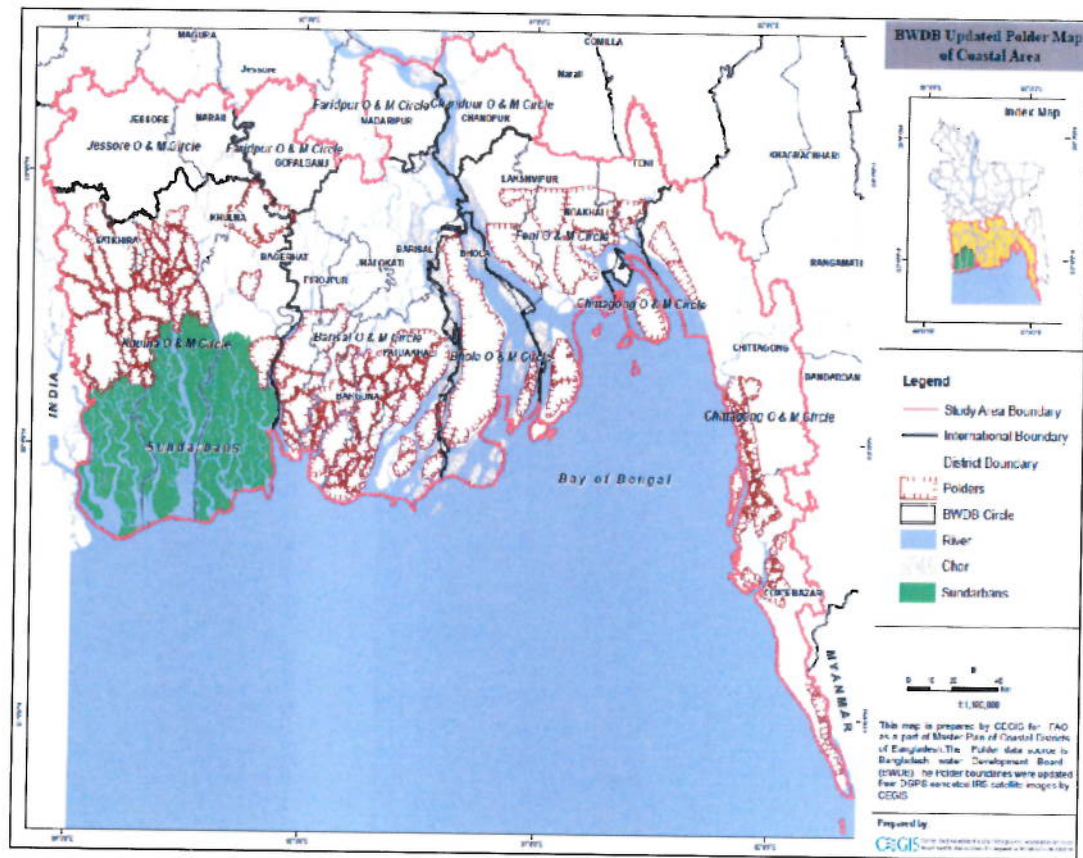 BWDB Updated Polder Map
of Coastal Area
Index Map
MAGURA
Jessore
COMILLA
Narail
Faridpur O & M Circle
Chandpur O & M Circle
MADARIPUR
CHANDPUR
JESSORE
NARAIL
Jessore O & M Circle
Faridpur O & M Circle
GOPALGANJ
FENI
KHAGRACHHARI
LAKSHMIPUR
NOAKHALI
KHULNA
SATKHIRA
BAGERHAT
BARISAL
BHOLA
Feni O & M Circle
JHALOKATI
PIROJPUR
RANGAMATI
Chittagong O & M Circle
Khulna O & M Circle
Barisal O & M Circle
PATUAKHALI
Bhola O & M Circle
CHITTAGONG
BANDARBAN
BARGUNA
INDIA
Chittagong O & M Circle
Sundarbans
Bay of Bengal
COX'S BAZAR
MYANMAR
Legend
Study Area Boundary
International Boundary
District Boundary
Polders
BWDB Circle
River
Char
Sundarbans
Km
This map is prepared by CEGIS for FAO
as a part of Master Plan of Coastal Districts
of Bangladesh. The Polder data source is
Bangladesh water Development Board
(BWDB). The Polder boundaries were updated
from DGPS corrected IRS satellite images by
CEGIS
Prepared by:
CEGIS